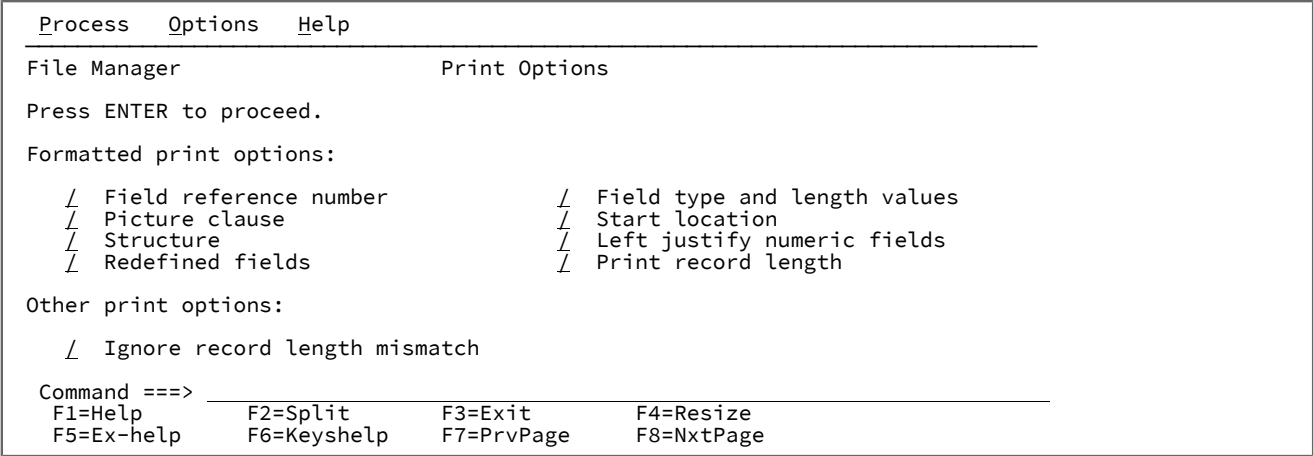 Process   Options   Help
File Manager                    Print Options
Press ENTER to proceed.
Formatted print options:
/  Field reference number             /  Field type and length values
/  Picture clause                     /  Start location
/  Structure                          /  Left justify numeric fields
/  Redefined fields                   /  Print record length
Other print options:
/  Ignore record length mismatch
Command ===>
F1=Help        F2=Split       F3=Exit        F4=Resize
F5=Ex-help     F6=Keyshelp    F7=PrvPage     F8=NxtPage